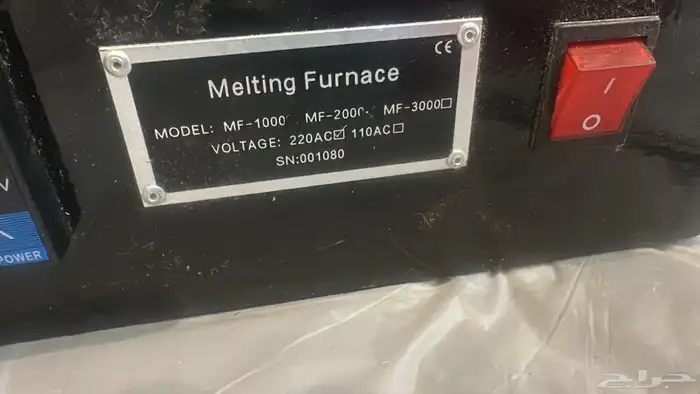 CE
Melting Furnace
MODEL: MF-1000 MF-2000 MF-3000□
VOLTAGE: 220AC☑ 110AC□
SN:001080
I
O
V
POWER
حراج